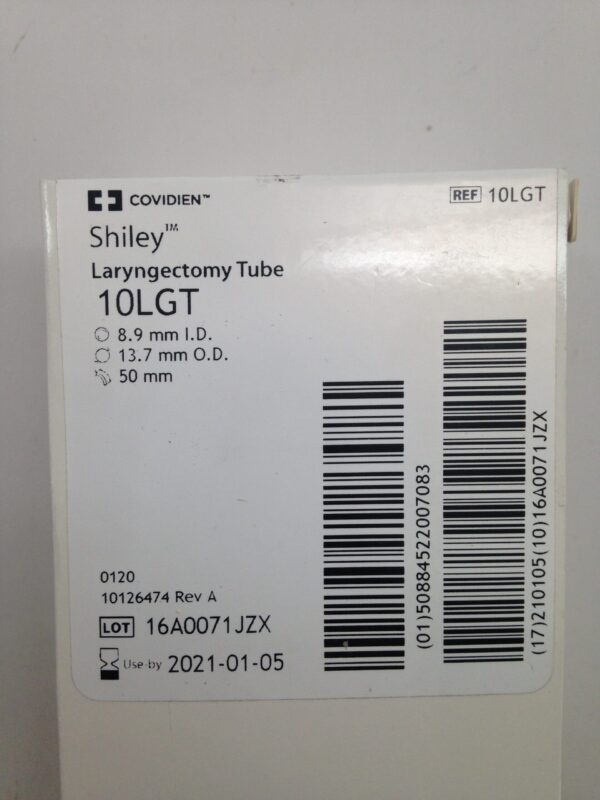 COVIDIEN™
REF 10LGT
Shiley™
Laryngectomy Tube
10LGT
8.9 mm I.D.
13.7 mm O.D.
50 mm
(01)50884522007083
(17)210105(10)16A0071JZX
0120
10126474 Rev A
LOT 16A0071JZX
Use by 2021-01-05